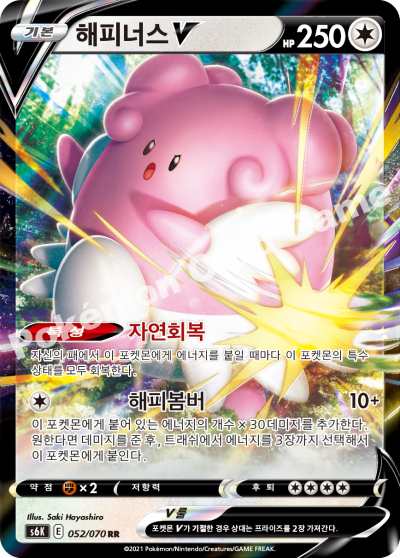 기본 해피너스 V HP 250
Pokémon Card Game
특성 자연회복
자신의 패에서 이 포켓몬에게 에너지를 붙일 때마다 이 포켓몬의 특수
상태를 모두 회복한다.
해피봄버 10+
이 포켓몬에게 붙어 있는 에너지의 개수 × 30데미지를 추가한다.
원한다면 데미지를 준 후, 트래쉬에서 에너지를 3장까지 선택해서
이 포켓몬에게 붙인다.
약점 ×2 저항력 후퇴
Illus. Saki Hayashiro
V룰
s6K E 052/070 RR
포켓몬 V가 기절한 경우 상대는 프라이즈를 2장 가져간다.
©2021 Pokémon/Nintendo/Creatures/GAME FREAK.